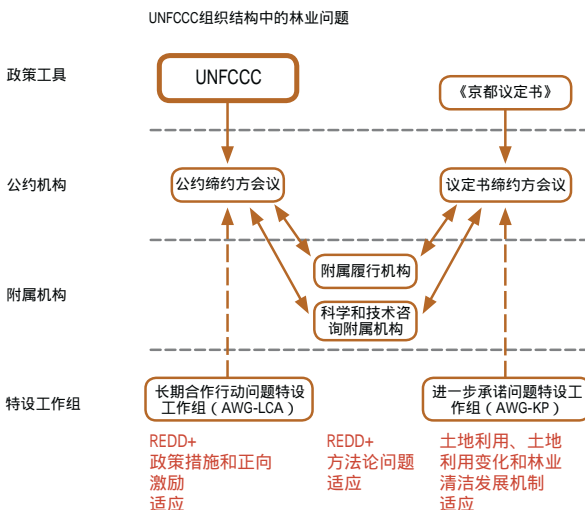 UNFCCC组织结构中的林业问题
政策工具
UNFCCC
《京都议定书》
公约机构
公约缔约方会议
议定书缔约方会议
附属机构
附属履行机构
科学和技术咨
询附属机构
特设工作组
长期合作行动问题特设
工作组（AWG-LCA）
进一步承诺问题特设工
作组（AWG-KP）
REDD+
政策措施和正向
激励
适应
REDD+
方法论问题
适应
土地利用、土地
利用变化和林业
清洁发展机制
适应